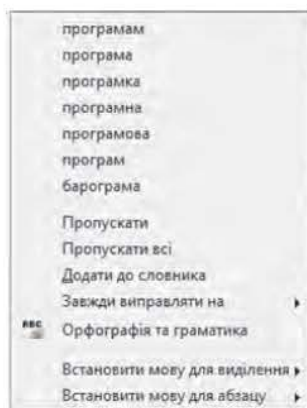 програмам
програма
програмка
програмна
програмова
програм
барограма
Пропускати
Пропускати всі
Додати до словника
Завжди виправляти на
ABC Орфографія та граматика
Встановити мову для виділення
Встановити мову для абзацу